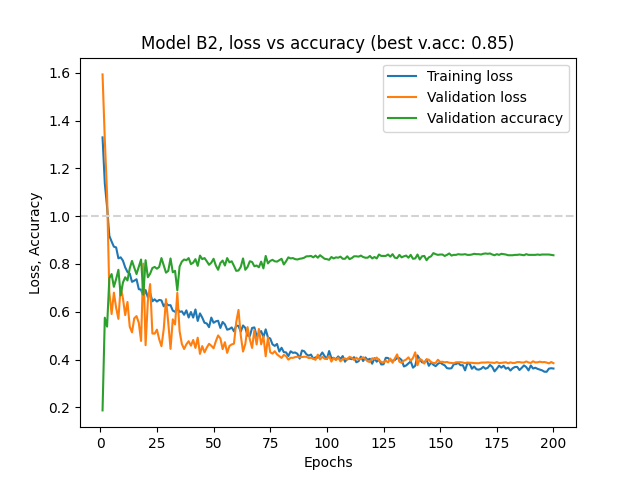 Model B2, loss vs accuracy (best v.acc: 0.85)
Training loss
Validation loss
Validation accuracy
Loss, Accuracy
1.6
1.4
1.2
1.0
0.8
0.6
0.4
0.2
0 25 50 75 100 125 150 175 200
Epochs